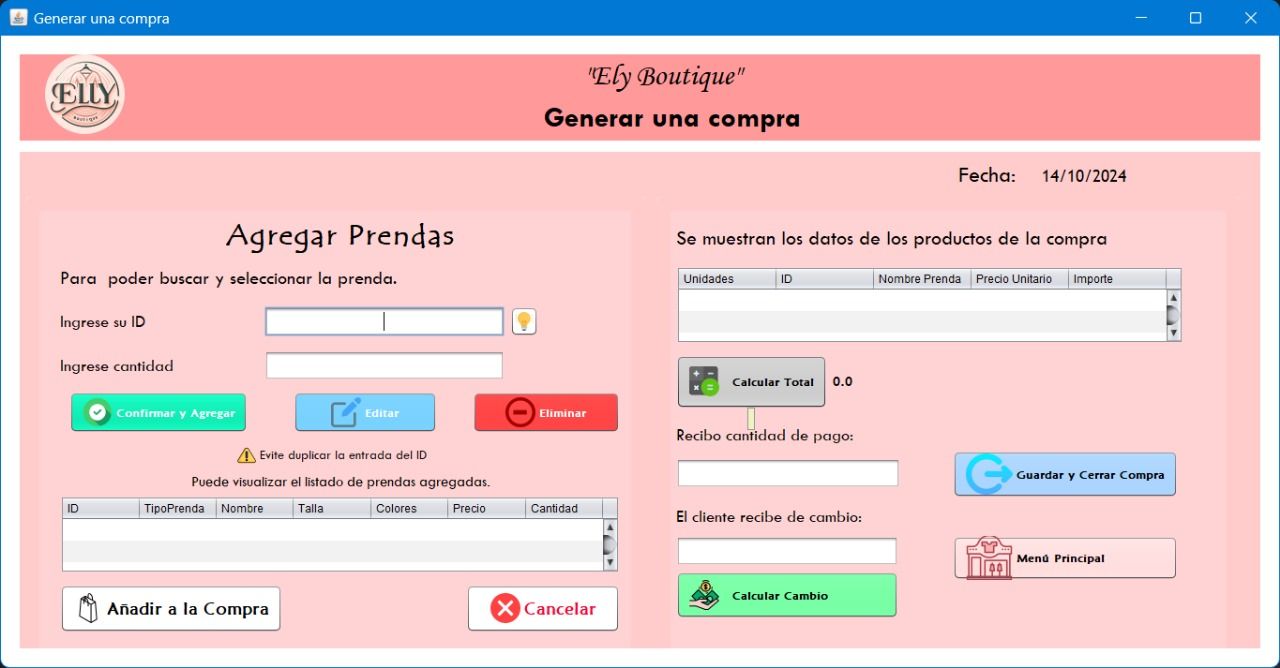 Generar una compra
ELLY
Boutique
"Ely Boutique"
Generar una compra
Fecha: 14/10/2024
Agregar Prendas
Para poder buscar y seleccionar la prenda.
Ingrese su ID
Ingrese cantidad
Confirmar y Agregar
Editar
Eliminar
Evite duplicar la entrada del ID
Puede visualizar el listado de prendas agregadas.
ID TipoPrenda Nombre Talla Colores Precio Cantidad
Añadir a la Compra
Cancelar
Se muestran los datos de los productos de la compra
Unidades ID Nombre Prenda Precio Unitario Importe
Calcular Total 0.0
Recibo cantidad de pago:
Guardar y Cerrar Compra
El cliente recibe de cambio:
Menú Principal
Calcular Cambio